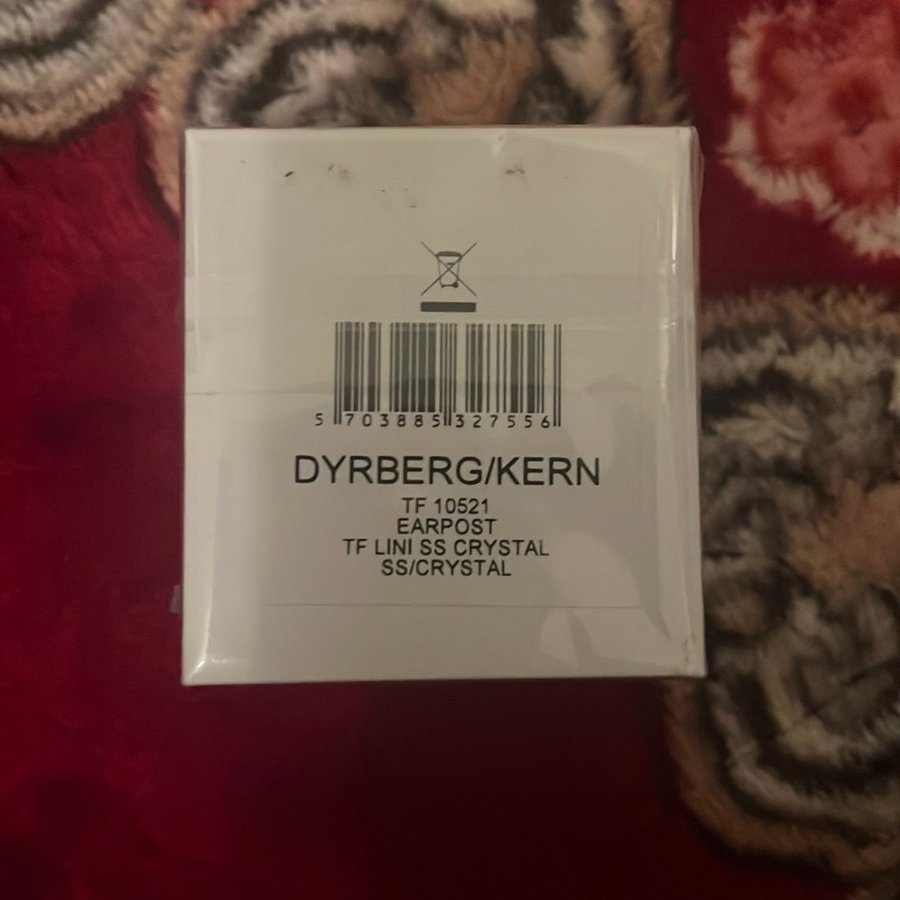 5 703885 327556
DYRBERG/KERN
TF 10521
EARPOST
TF LINI SS CRYSTAL
SS/CRYSTAL